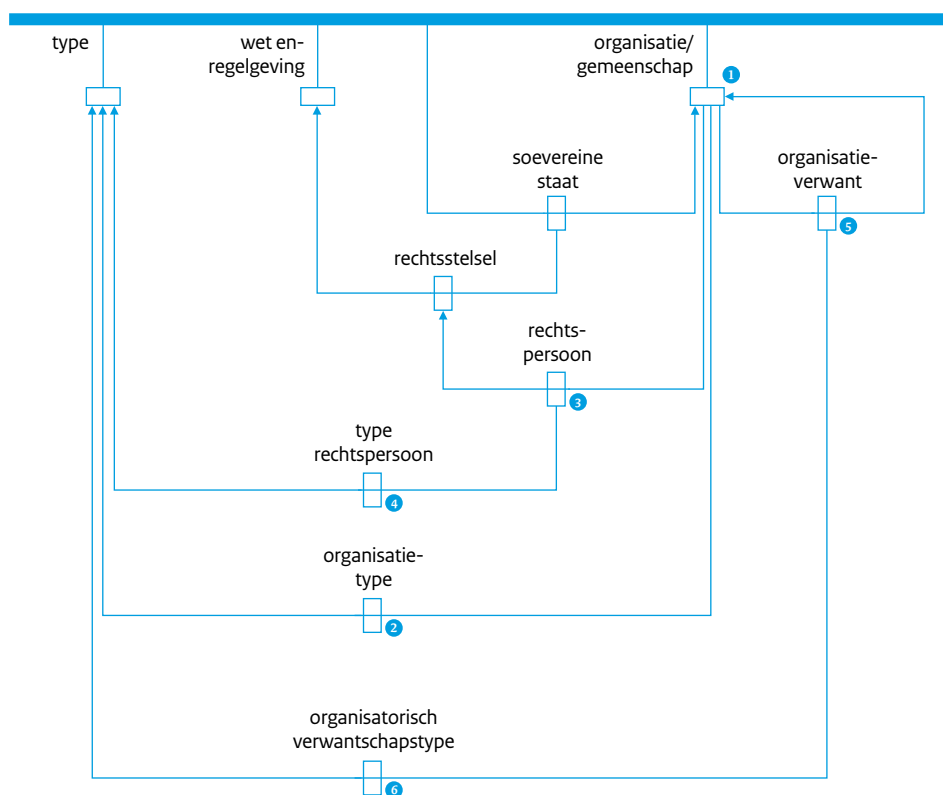 type
wet en-
regelgeving
organisatie/
gemeenschap
1
soevereine
staat
organisatie-
verwant
5
rechtsstelsel
rechts-
persoon
3
type
rechtspersoon
4
organisatie-
type
2
organisatorisch
verwantschapstype
6